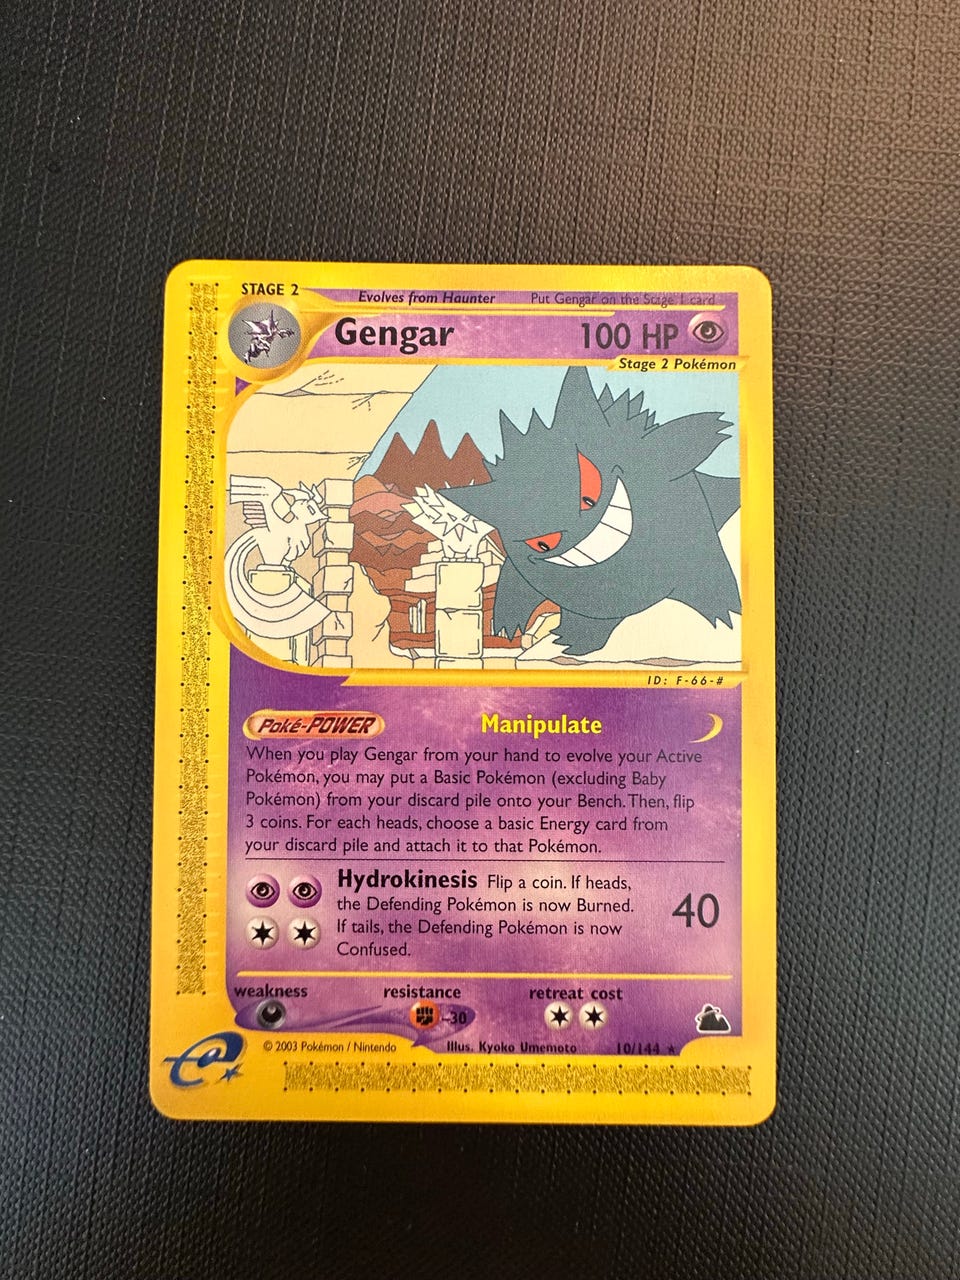 STAGE 2
Evolves from Haunter Put Gengar on the Stage 1 card
Gengar 100 HP
Stage 2 Pokémon
ID: F-66-#
Poké-POWER Manipulate
When you play Gengar from your hand to evolve your Active
Pokémon, you may put a Basic Pokémon (excluding Baby
Pokémon) from your discard pile onto your Bench. Then, flip
3 coins. For each heads, choose a basic Energy card from
your discard pile and attach it to that Pokémon.
Hydrokinesis Flip a coin. If heads,
the Defending Pokémon is now Burned.
If tails, the Defending Pokémon is now
Confused.
40
weakness resistance retreat cost
-30
e
© 2003 Pokémon / Nintendo Illus. Kyoko Umemoto 10/144 ★